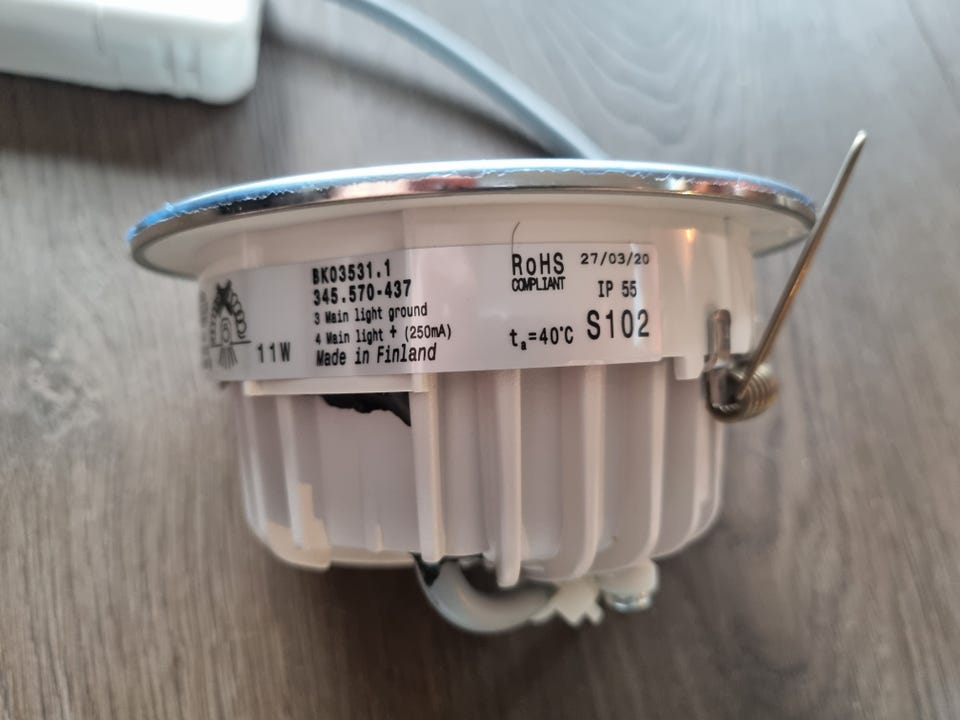 11W
BK03531.1
345.570-437
3 Main light ground
4 Main light + (250mA)
Made in Finland
RoHS 27/03/20
COMPLIANT IP 55
ta=40°C S102